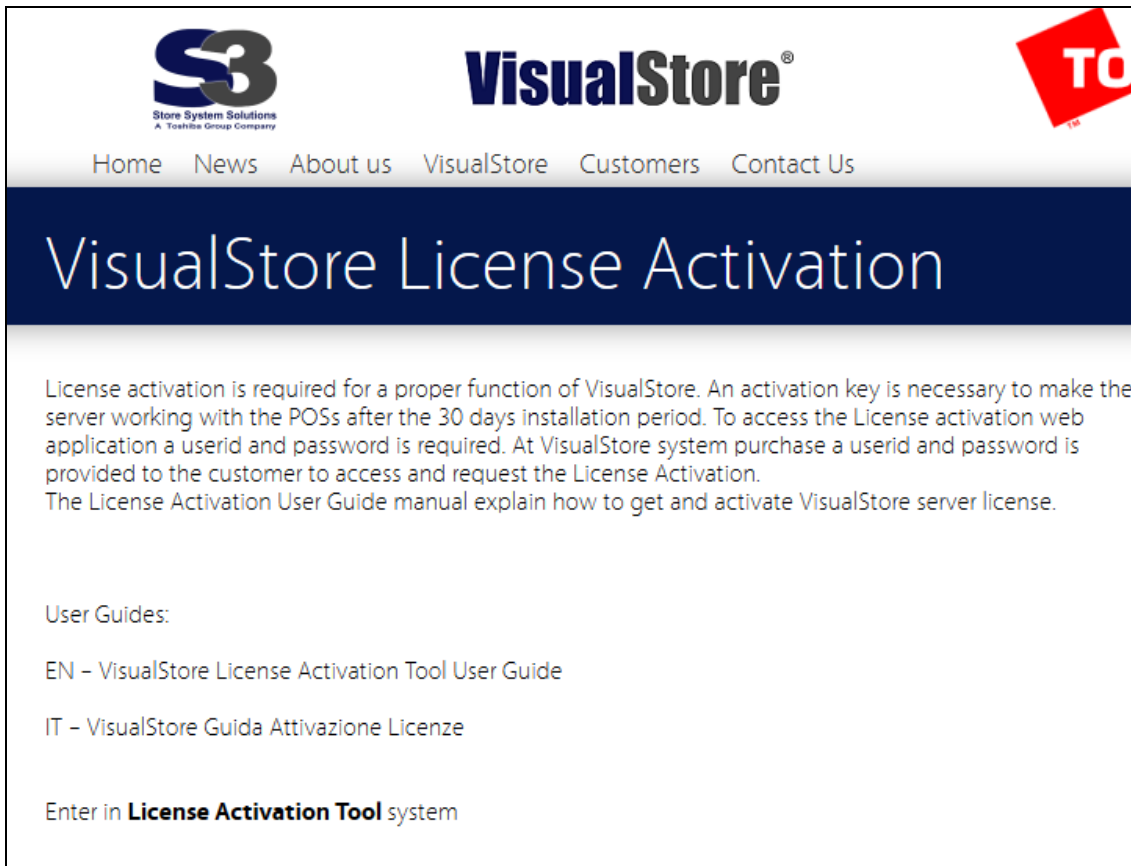 S3
Store System Solutions
A Toshiba Group Company
VisualStore®
TO
TM
Home News About us VisualStore Customers Contact Us
VisualStore License Activation
License activation is required for a proper function of VisualStore. An activation key is necessary to make the
server working with the POSs after the 30 days installation period. To access the License activation web
application a userid and password is required. At VisualStore system purchase a userid and password is
provided to the customer to access and request the License Activation.
The License Activation User Guide manual explain how to get and activate VisualStore server license.
User Guides:
EN – VisualStore License Activation Tool User Guide
IT – VisualStore Guida Attivazione Licenze
Enter in License Activation Tool system